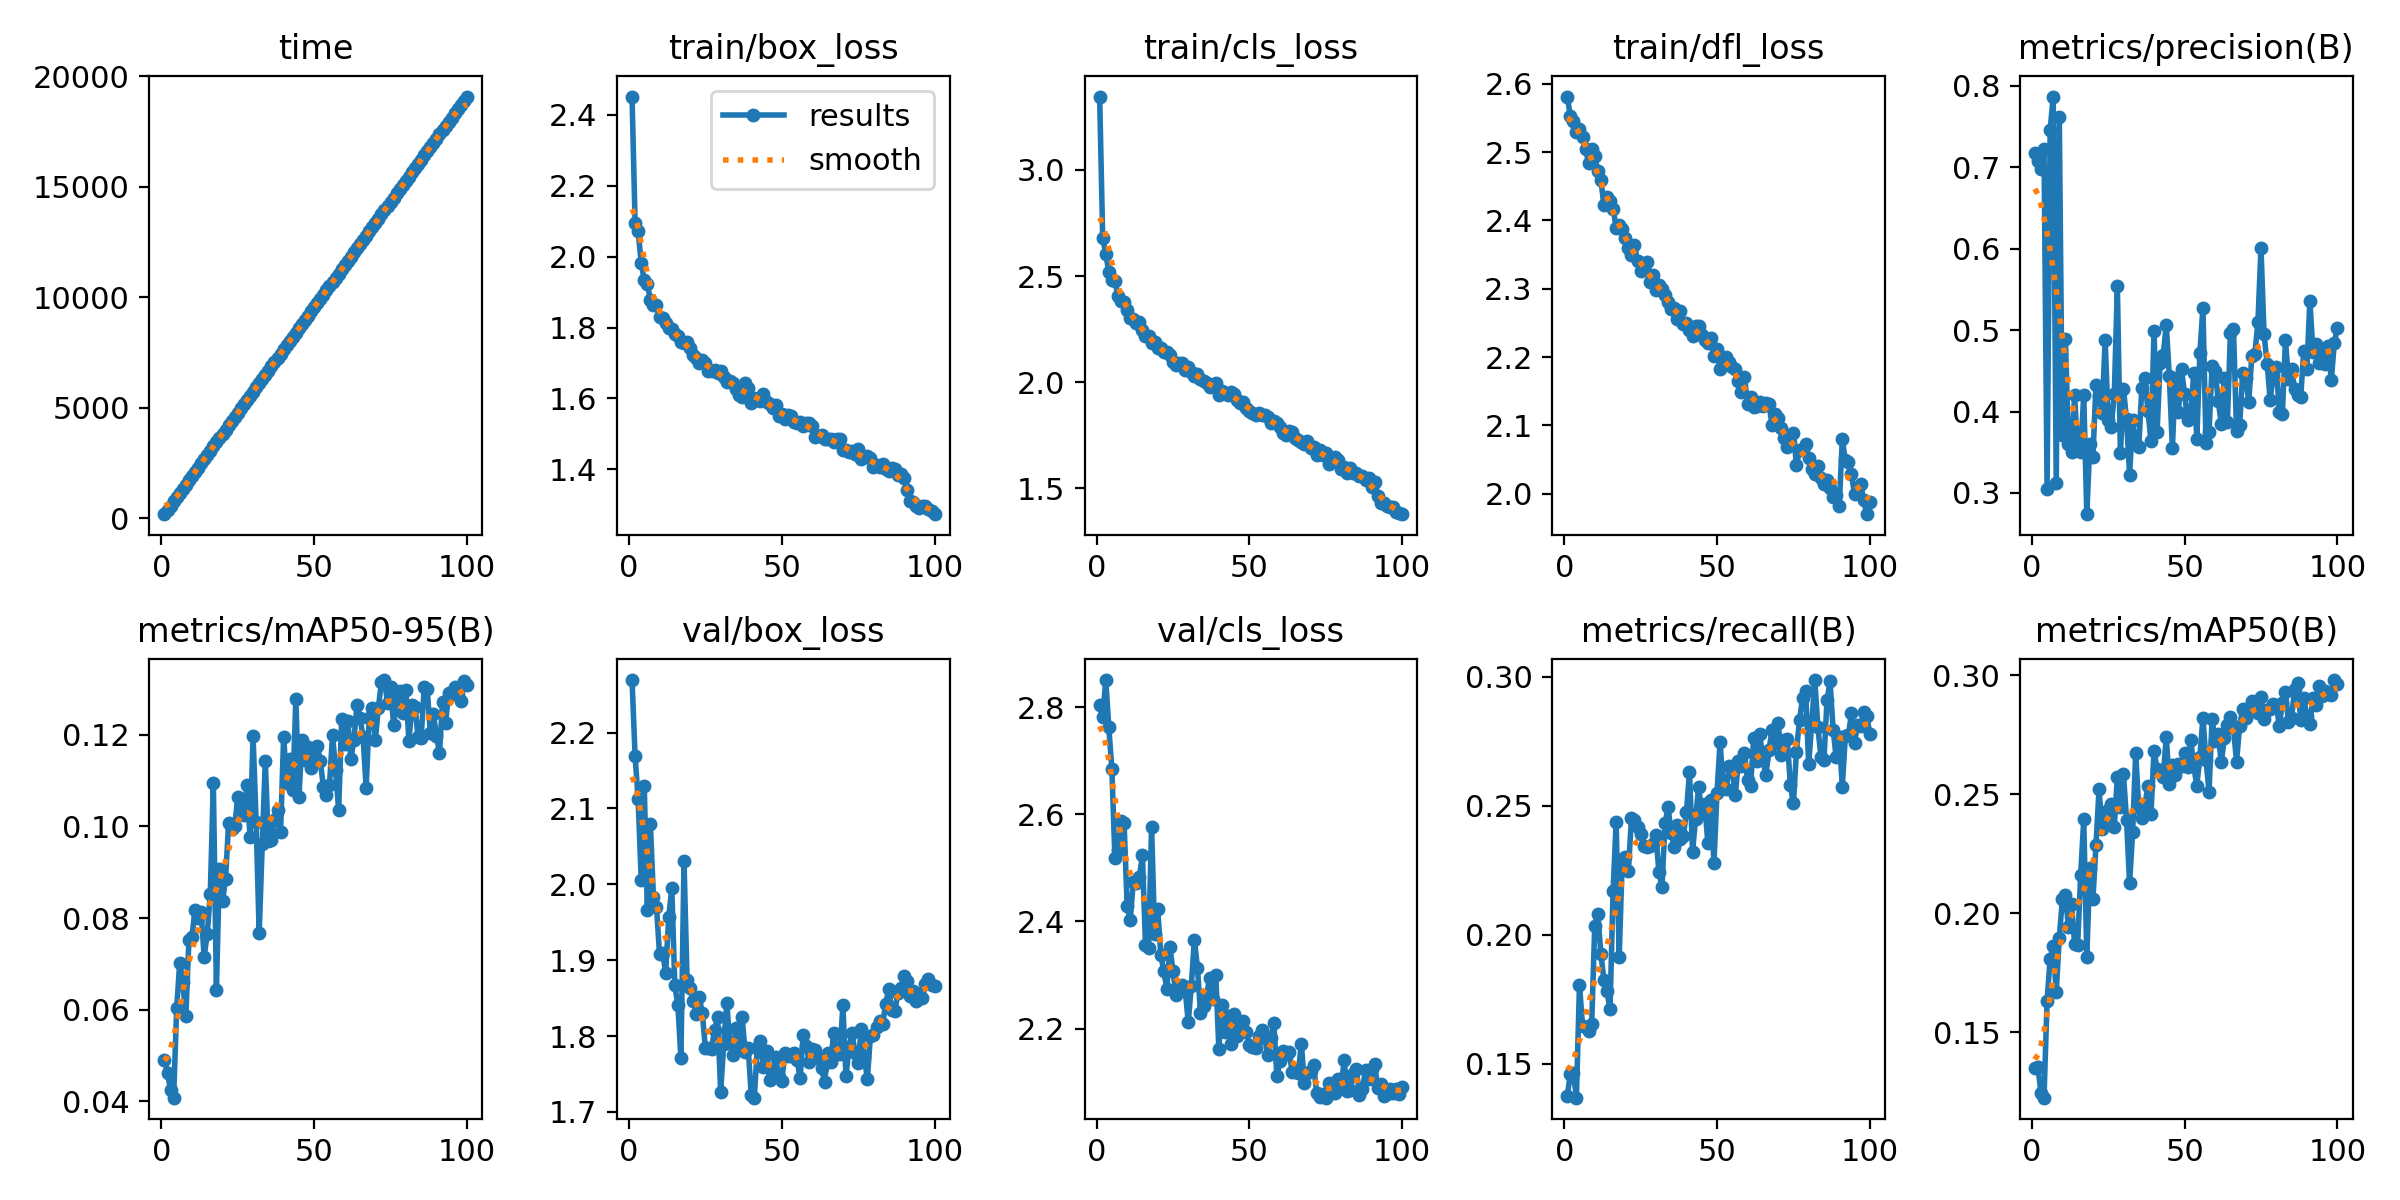 time
20000
15000
10000
5000
0
0 50 100
train/box_loss
results
smooth
2.4
2.2
2.0
1.8
1.6
1.4
0 50 100
train/cls_loss
3.0
2.5
2.0
1.5
0 50 100
train/dfl_loss
2.6
2.5
2.4
2.3
2.2
2.1
2.0
0 50 100
metrics/precision(B)
0.8
0.7
0.6
0.5
0.4
0.3
0 50 100
metrics/mAP50-95(B)
0.12
0.10
0.08
0.06
0.04
0 50 100
val/box_loss
2.2
2.1
2.0
1.9
1.8
1.7
0 50 100
val/cls_loss
2.8
2.6
2.4
2.2
0 50 100
metrics/recall(B)
0.30
0.25
0.20
0.15
0 50 100
metrics/mAP50(B)
0.30
0.25
0.20
0.15
0 50 100